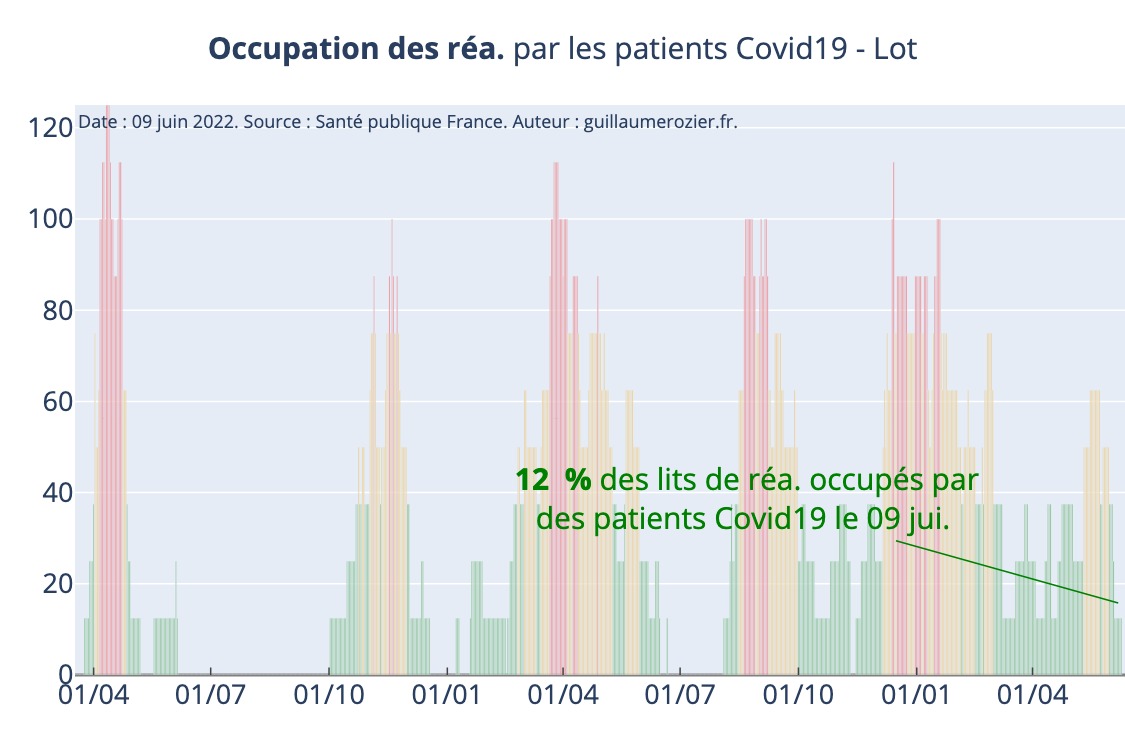 Occupation des réa. par les patients Covid19 - Lot
Date : 09 juin 2022. Source : Santé publique France. Auteur : guillaumerozier.fr.
120
100
80
60
40
20
0
12  % des lits de réa. occupés par
des patients Covid19 le 09 jui.
01/04 01/07 01/10 01/01 01/04 01/07 01/10 01/01 01/04